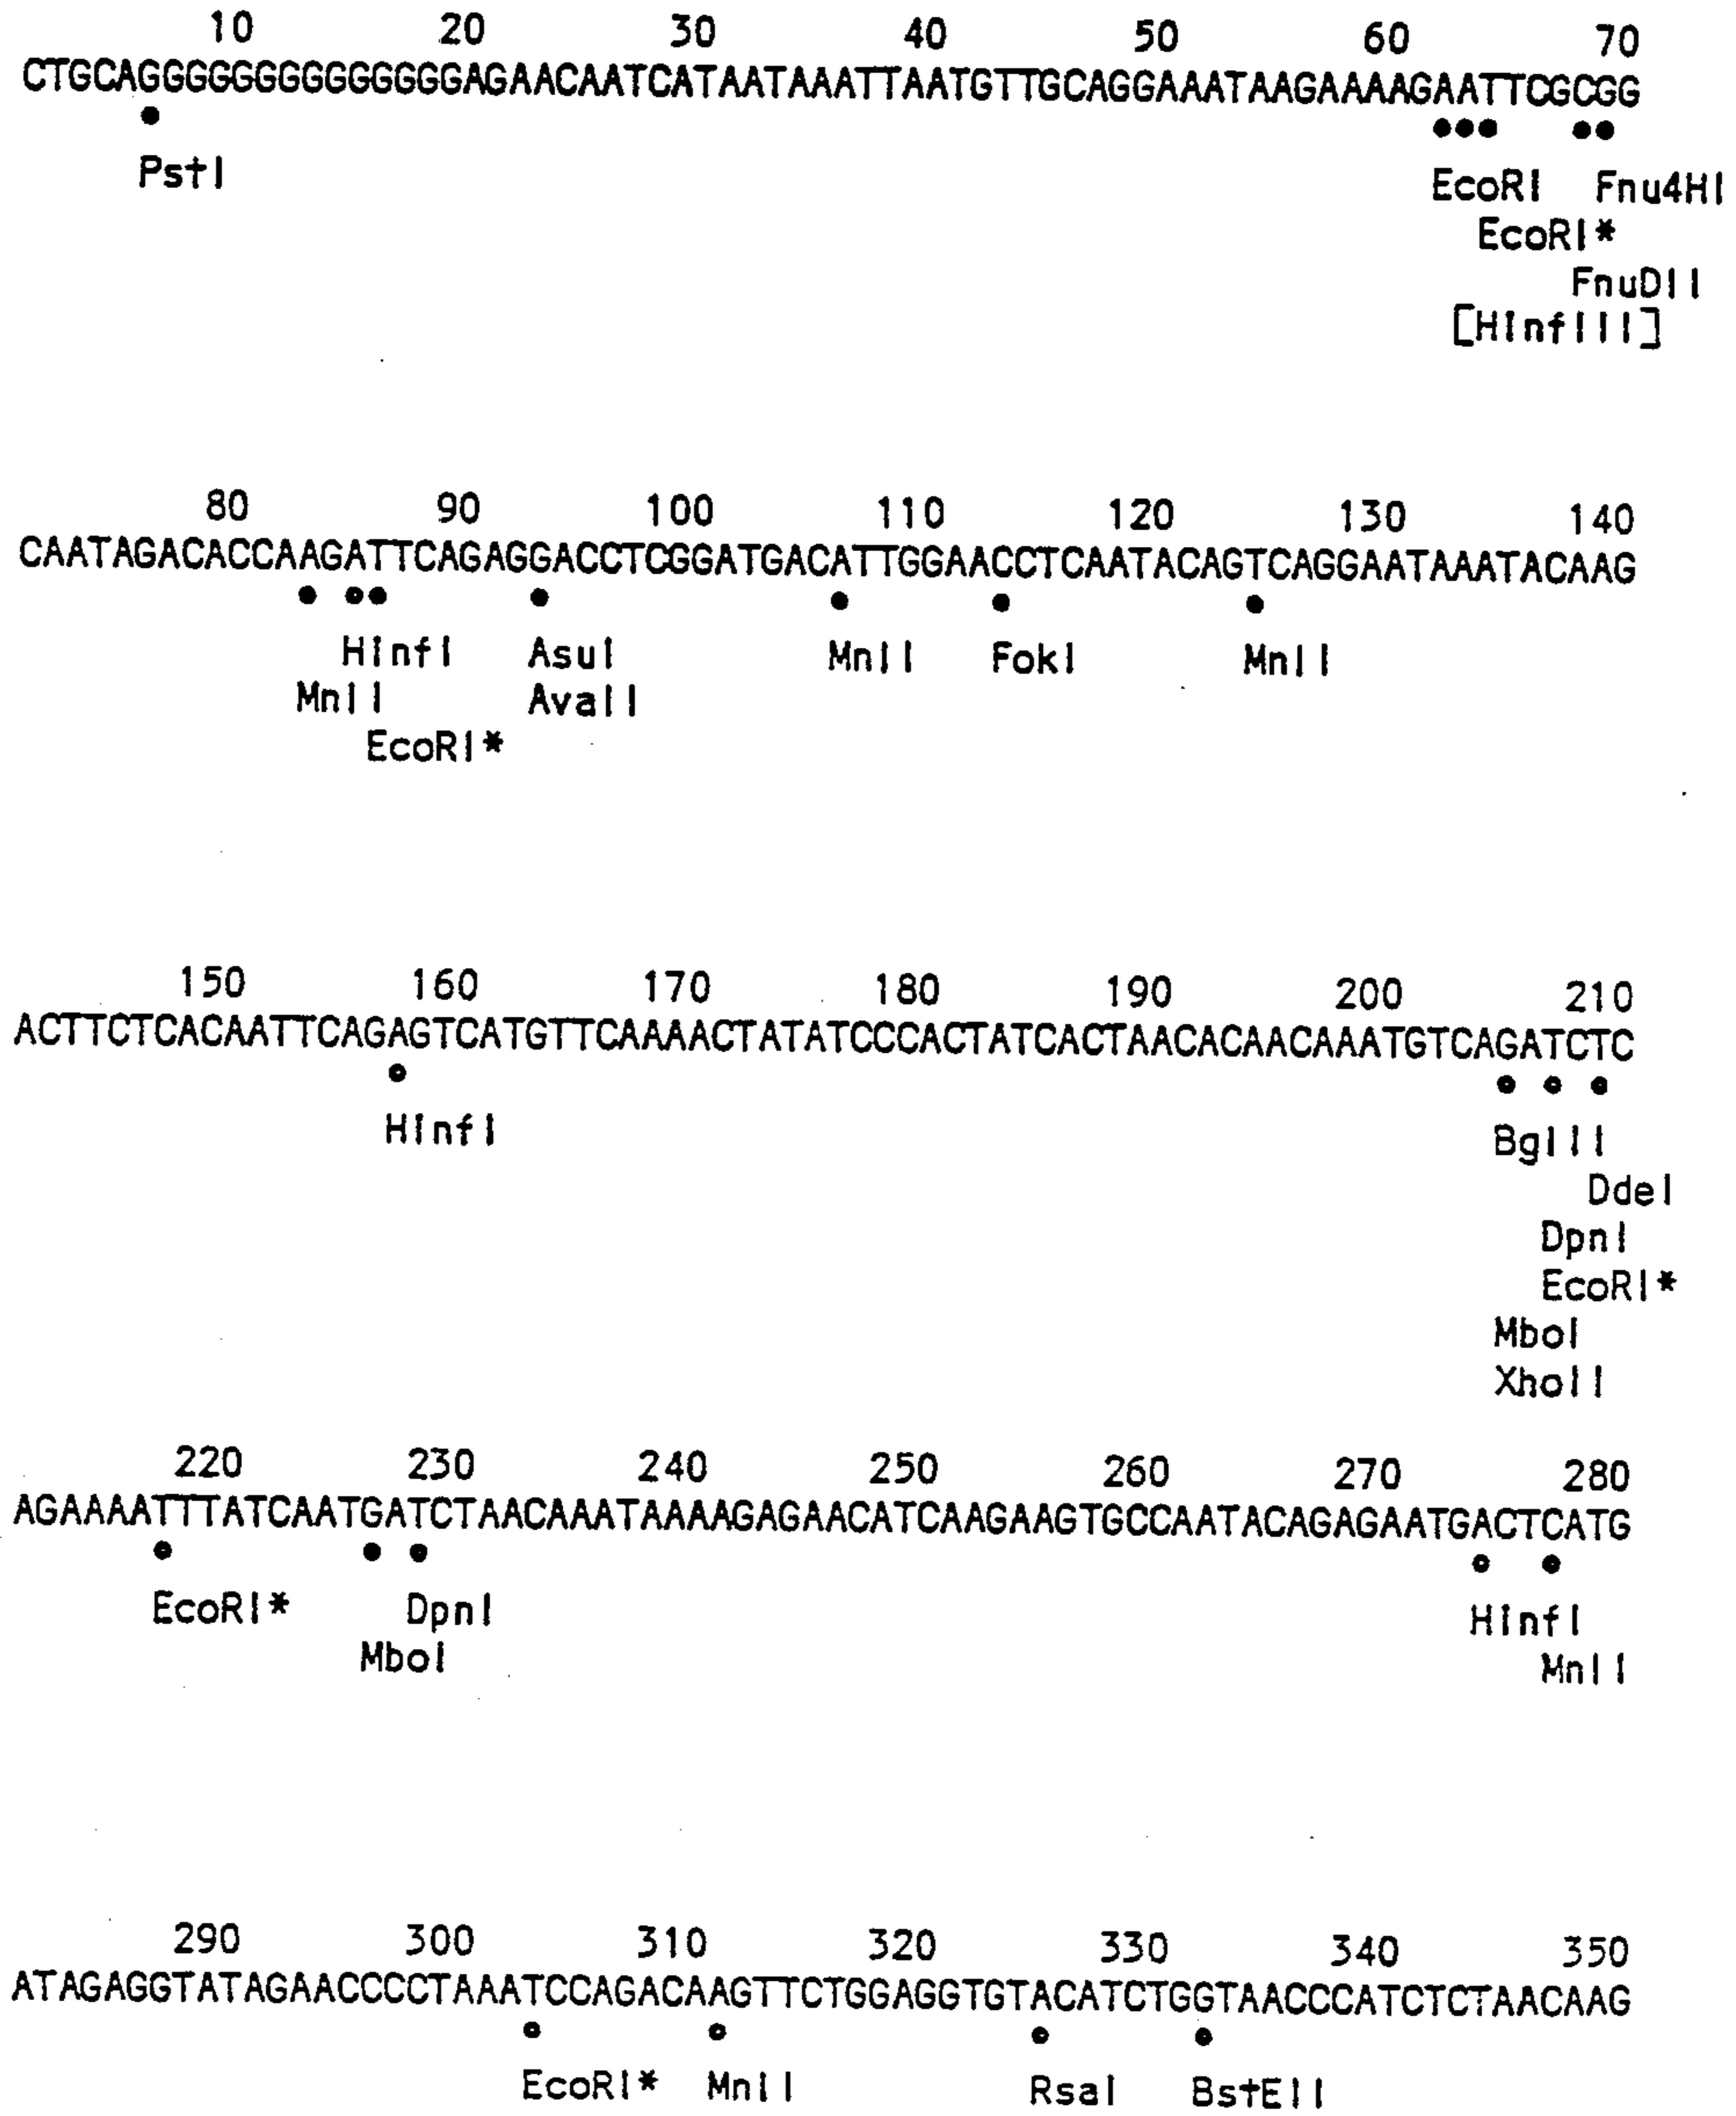 10 20 30 40 50 60 70
CTGCAGGGGGGGGGGGGGGAGAACAATCATAATAAATTAATGTTGCAGGAAATAAGAAAAGAATTCGCGG
PstI EcoRI Fnu4HI
EcoRI*
FnuDII
[HinfIII]
80 90 100 110 120 130 140
CAATAGACACCAAGATTCAGAGGACCTCGGATGACATTGGAACCTCAATACAGTCAGGAATAAATACAAG
HinfI AsuI MnlI FokI MnlI
MnlI AvaII
EcoRI*
150 160 170 180 190 200 210
ACTTCTCACAATTCAGAGTCATGTTCAAAACTATATCCCACTATCACTAACACAACAAATGTCAGATCTC
HinfI BglII
DdeI
DpnI
EcoRI*
MboI
XhoII
220 230 240 250 260 270 280
AGAAAATTTATCAATGATCTAACAAATAAAAGAGAACATCAAGAAGTGCCAATACAGAGAATGACTCATG
EcoRI* DpnI HinfI
MboI MnlI
290 300 310 320 330 340 350
ATAGAGGTATAGAACCCCTAAATCCAGACAAGTTCTGGAGGTGTACATCTGGTAACCCATCTCTAACAAG
EcoRI* MnlI RsaI BstEII